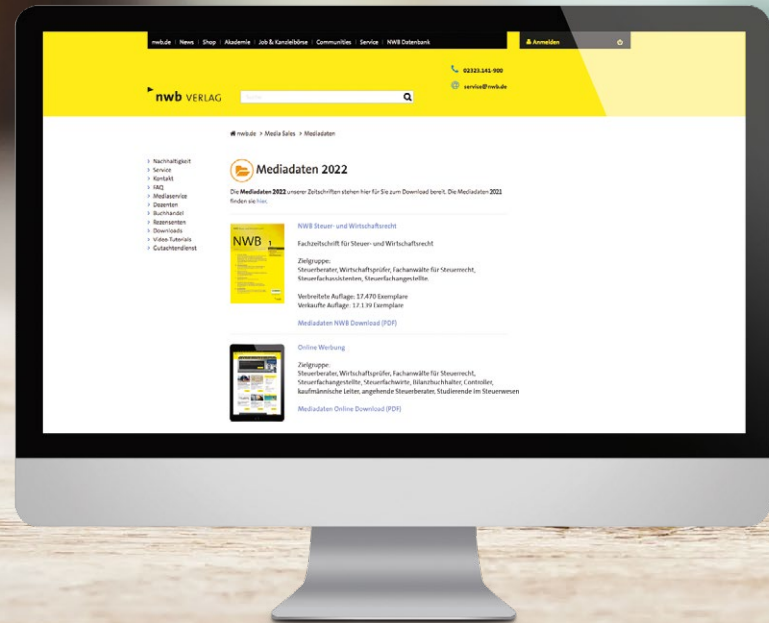 nwb.de | News | Shop | Akademie | Job & Kanzleibörse | Communities | Service | NWB Datenbank
Anmelden
02323.141-900
service@nwb.de
nwb VERLAG
nwb.de > Media Sales > Mediadaten
> Nachhaltigkeit
> Service
> Kontakt
> FAQ
> Mediaservice
> Dozenten
> Buchhandel
> Rezensenten
> Downloads
> Video Tutorials
> Gutachtendienst
Mediadaten 2022
Die Mediadaten 2022 unserer Zeitschriften stehen hier für Sie zum Download bereit. Die Mediadaten 2021
finden sie hier.
NWB 1
NWB Steuer- und Wirtschaftsrecht
Fachzeitschrift für Steuer- und Wirtschaftsrecht
Zielgruppe:
Steuerberater, Wirtschaftsprüfer, Fachanwälte für Steuerrecht,
Steuerfachassistenten, Steuerfachangestellte.
Verbreitete Auflage: 17.470 Exemplare
Verkaufte Auflage: 17.139 Exemplare
Mediadaten NWB Download (PDF)
Online Werbung
Zielgruppe:
Steuerberater, Wirtschaftsprüfer, Fachanwälte für Steuerrecht,
Steuerfachangestellte, Steuerfachwirte, Bilanzbuchhalter, Controller,
kaufmännische Leiter, angehende Steuerberater, Studierende im Steuerwesen
Mediadaten Online Download (PDF)